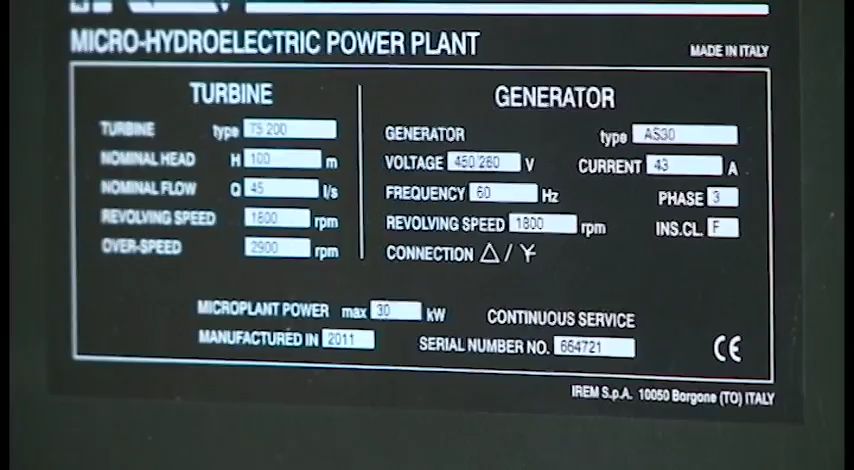 MICRO-HYDROELECTRIC POWER PLANT
MADE IN ITALY
TURBINE
TURBINE type T5 200
NOMINAL HEAD H 100 m
NOMINAL FLOW Q 45 l/s
REVOLVING SPEED 1800 rpm
OVER-SPEED 2900 rpm
GENERATOR
GENERATOR type AS30
VOLTAGE 450/260 V CURRENT 43 A
FREQUENCY 60 Hz PHASE 3
REVOLVING SPEED 1800 rpm INS.CL. F
CONNECTION △ / Y
MICROPLANT POWER max 30 kW CONTINUOUS SERVICE
MANUFACTURED IN 2011 SERIAL NUMBER NO. 664721
CE
IREM S.p.A. 10050 Borgone (TO) ITALY